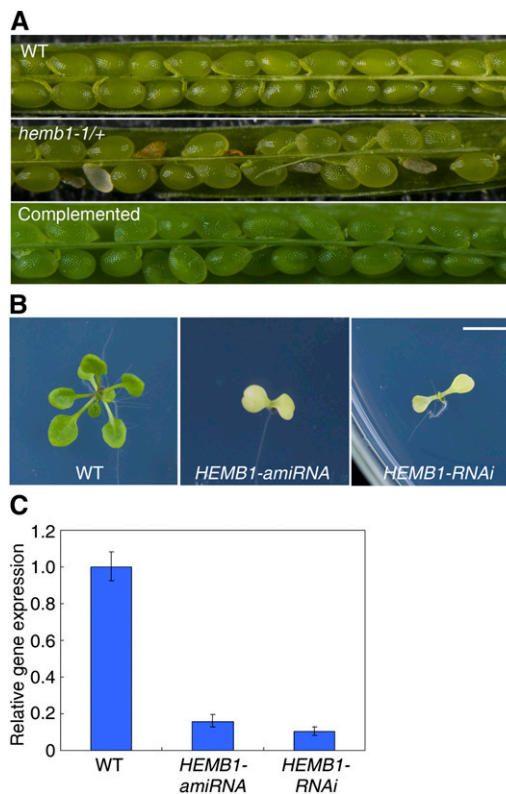 A
WT
hemb1-1/+
Complemented
B
WT
HEMB1-amiRNA
HEMB1-RNAi
C
Relative gene expression
1.2
1.0
0.8
0.6
0.4
0.2
0
WT
HEMB1-
amiRNA
HEMB1-
RNAi